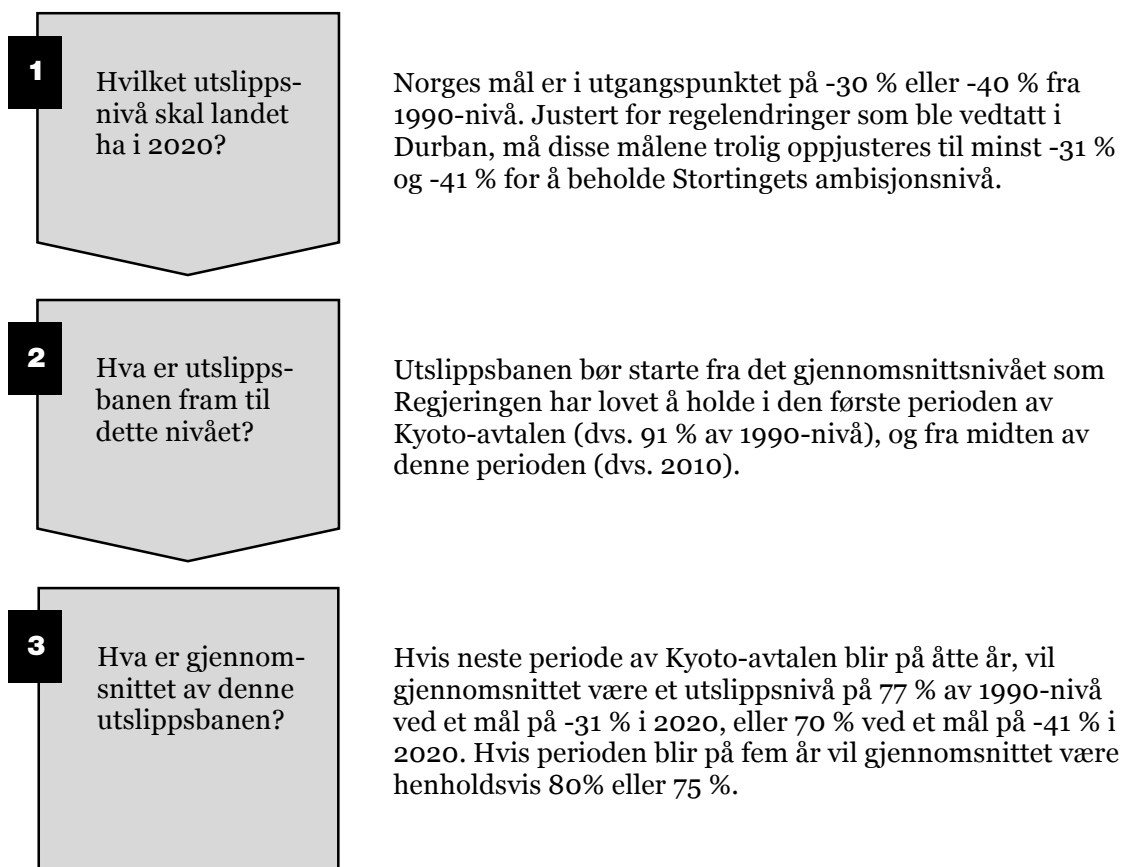 1
Hvilket utslipps-
nivå skal landet
ha i 2020?
Norges mål er i utgangspunktet på -30 % eller -40 % fra
1990-nivå. Justert for regelendringer som ble vedtatt i
Durban, må disse målene trolig oppjusteres til minst -31 %
og -41 % for å beholde Stortingets ambisjonsnivå.
2
Hva er utslipps-
banen fram til
dette nivået?
Utslippsbanen bør starte fra det gjennomsnittsnivået som
Regjeringen har lovet å holde i den første perioden av
Kyoto-avtalen (dvs. 91 % av 1990-nivå), og fra midten av
denne perioden (dvs. 2010).
3
Hva er gjennom-
snittet av denne
utslippsbanen?
Hvis neste periode av Kyoto-avtalen blir på åtte år, vil
gjennomsnittet være et utslippsnivå på 77 % av 1990-nivå
ved et mål på -31 % i 2020, eller 70 % ved et mål på -41 % i
2020. Hvis perioden blir på fem år vil gjennomsnittet være
henholdsvis 80% eller 75 %.